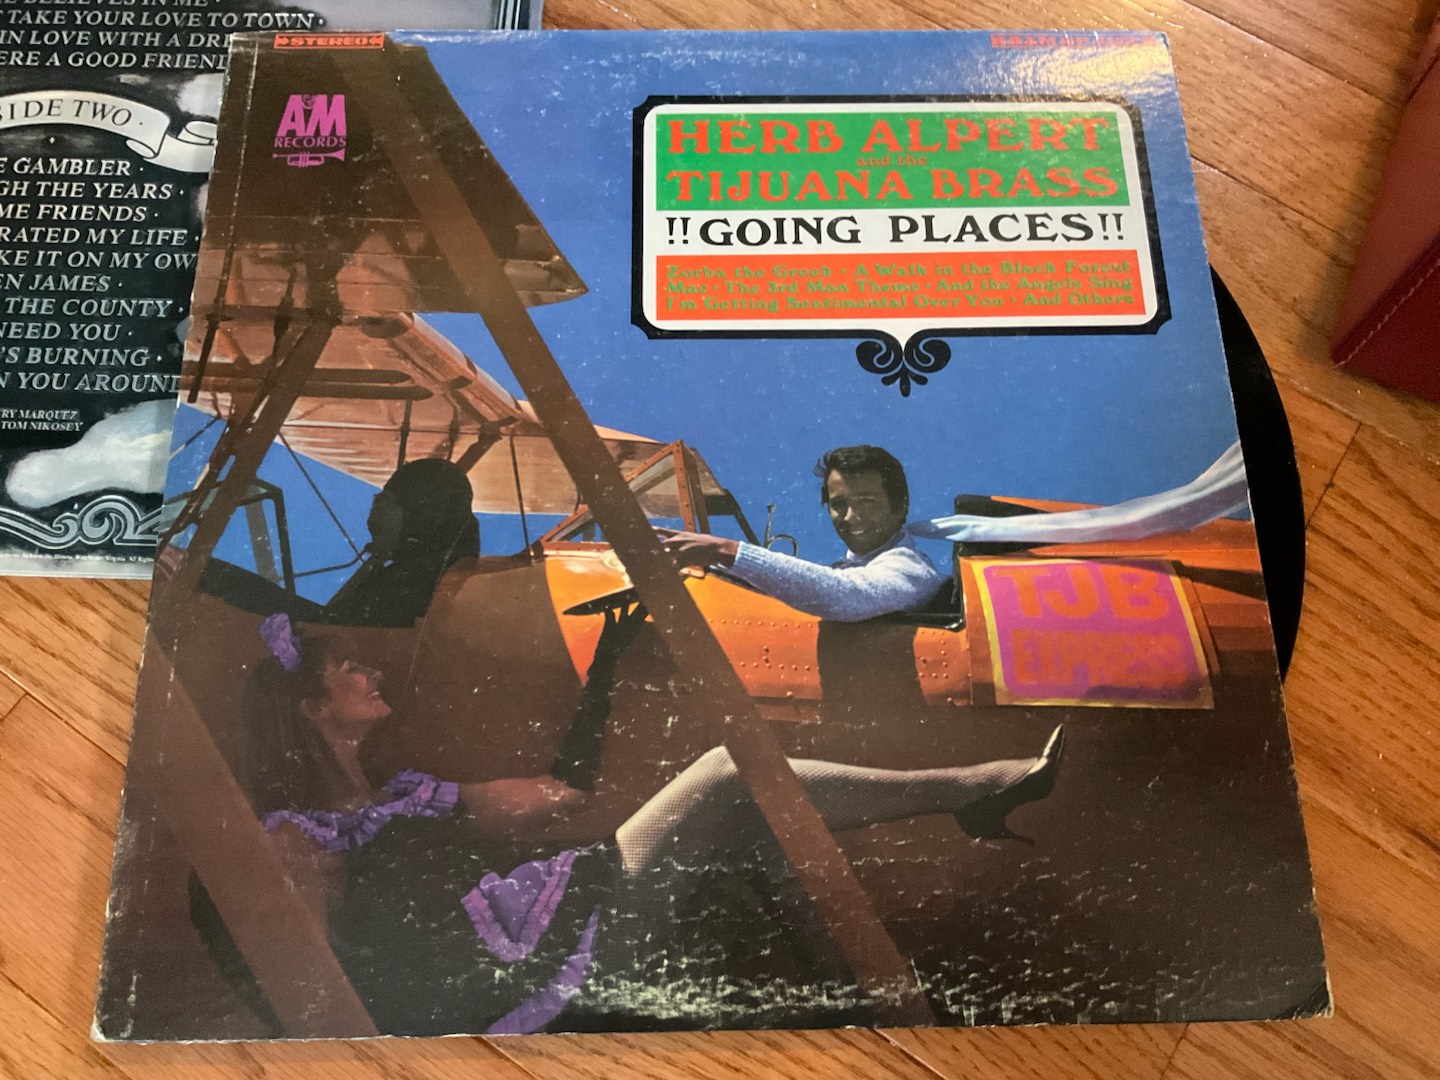 TAKE YOUR LOVE TO TOWN ·
IN LOVE WITH A
ERE A GOOD FRIEND
SIDE TWO
GAMBLER ·
GH THE YEARS ·
ME FRIENDS ·
RATED MY LIFE ·
KE IT ON MY OW
EN JAMES ·
THE COUNTY ·
NEED YOU ·
'S BURNING ·
N YOU AROUND
RY MARQUEZ
TOM NIKOSEY
STEREO
A&M
RECORDS
HERB ALPERT
and the
TIJUANA BRASS
!!GOING PLACES!!
Zorba the Greek · A Walk in the Black Forest
Mae · The 3rd Man Theme · And the Angels Sing
I'm Getting Sentimental Over You · And Others
TJB
EXPRESS